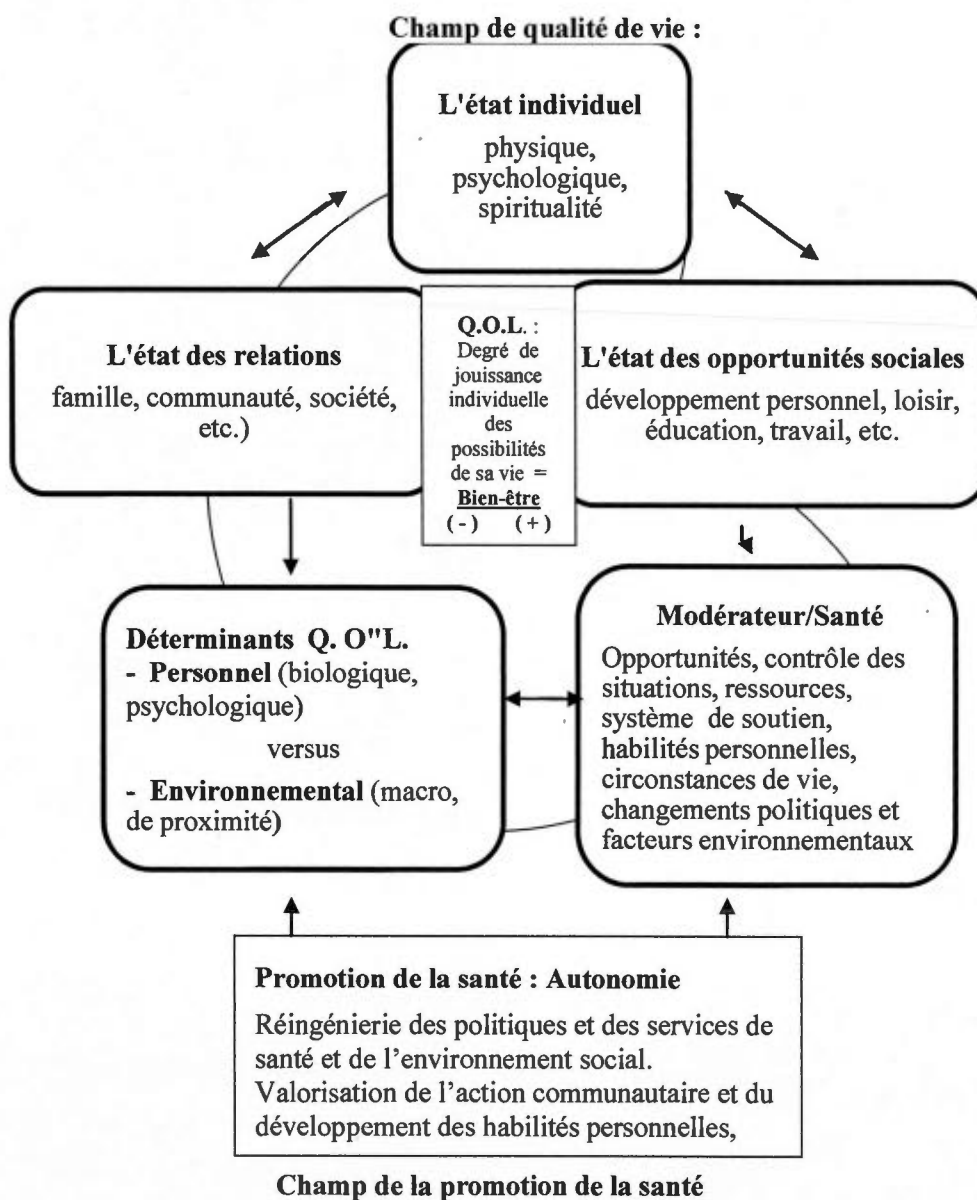 Champ de qualité de vie :
L'état individuel
physique,
psychologique,
spiritualité
L'état des relations
famille, communauté, société,
etc.)
Q.O.L. :
Degré de
jouissance
individuelle
des
possibilités
de sa vie =
Bien-être
(-) (+)
L'état des opportunités sociales
développement personnel, loisir,
éducation, travail, etc.
Déterminants Q. O"L.
- Personnel (biologique,
psychologique)
versus
- Environnemental (macro,
de proximité)
Modérateur/Santé
Opportunités, contrôle des
situations, ressources,
système de soutien,
habilités personnelles,
circonstances de vie,
changements politiques et
facteurs environnementaux
Promotion de la santé : Autonomie
Réingénierie des politiques et des services de
santé et de l'environnement social.
Valorisation de l'action communautaire et du
développement des habilités personnelles,
Champ de la promotion de la santé